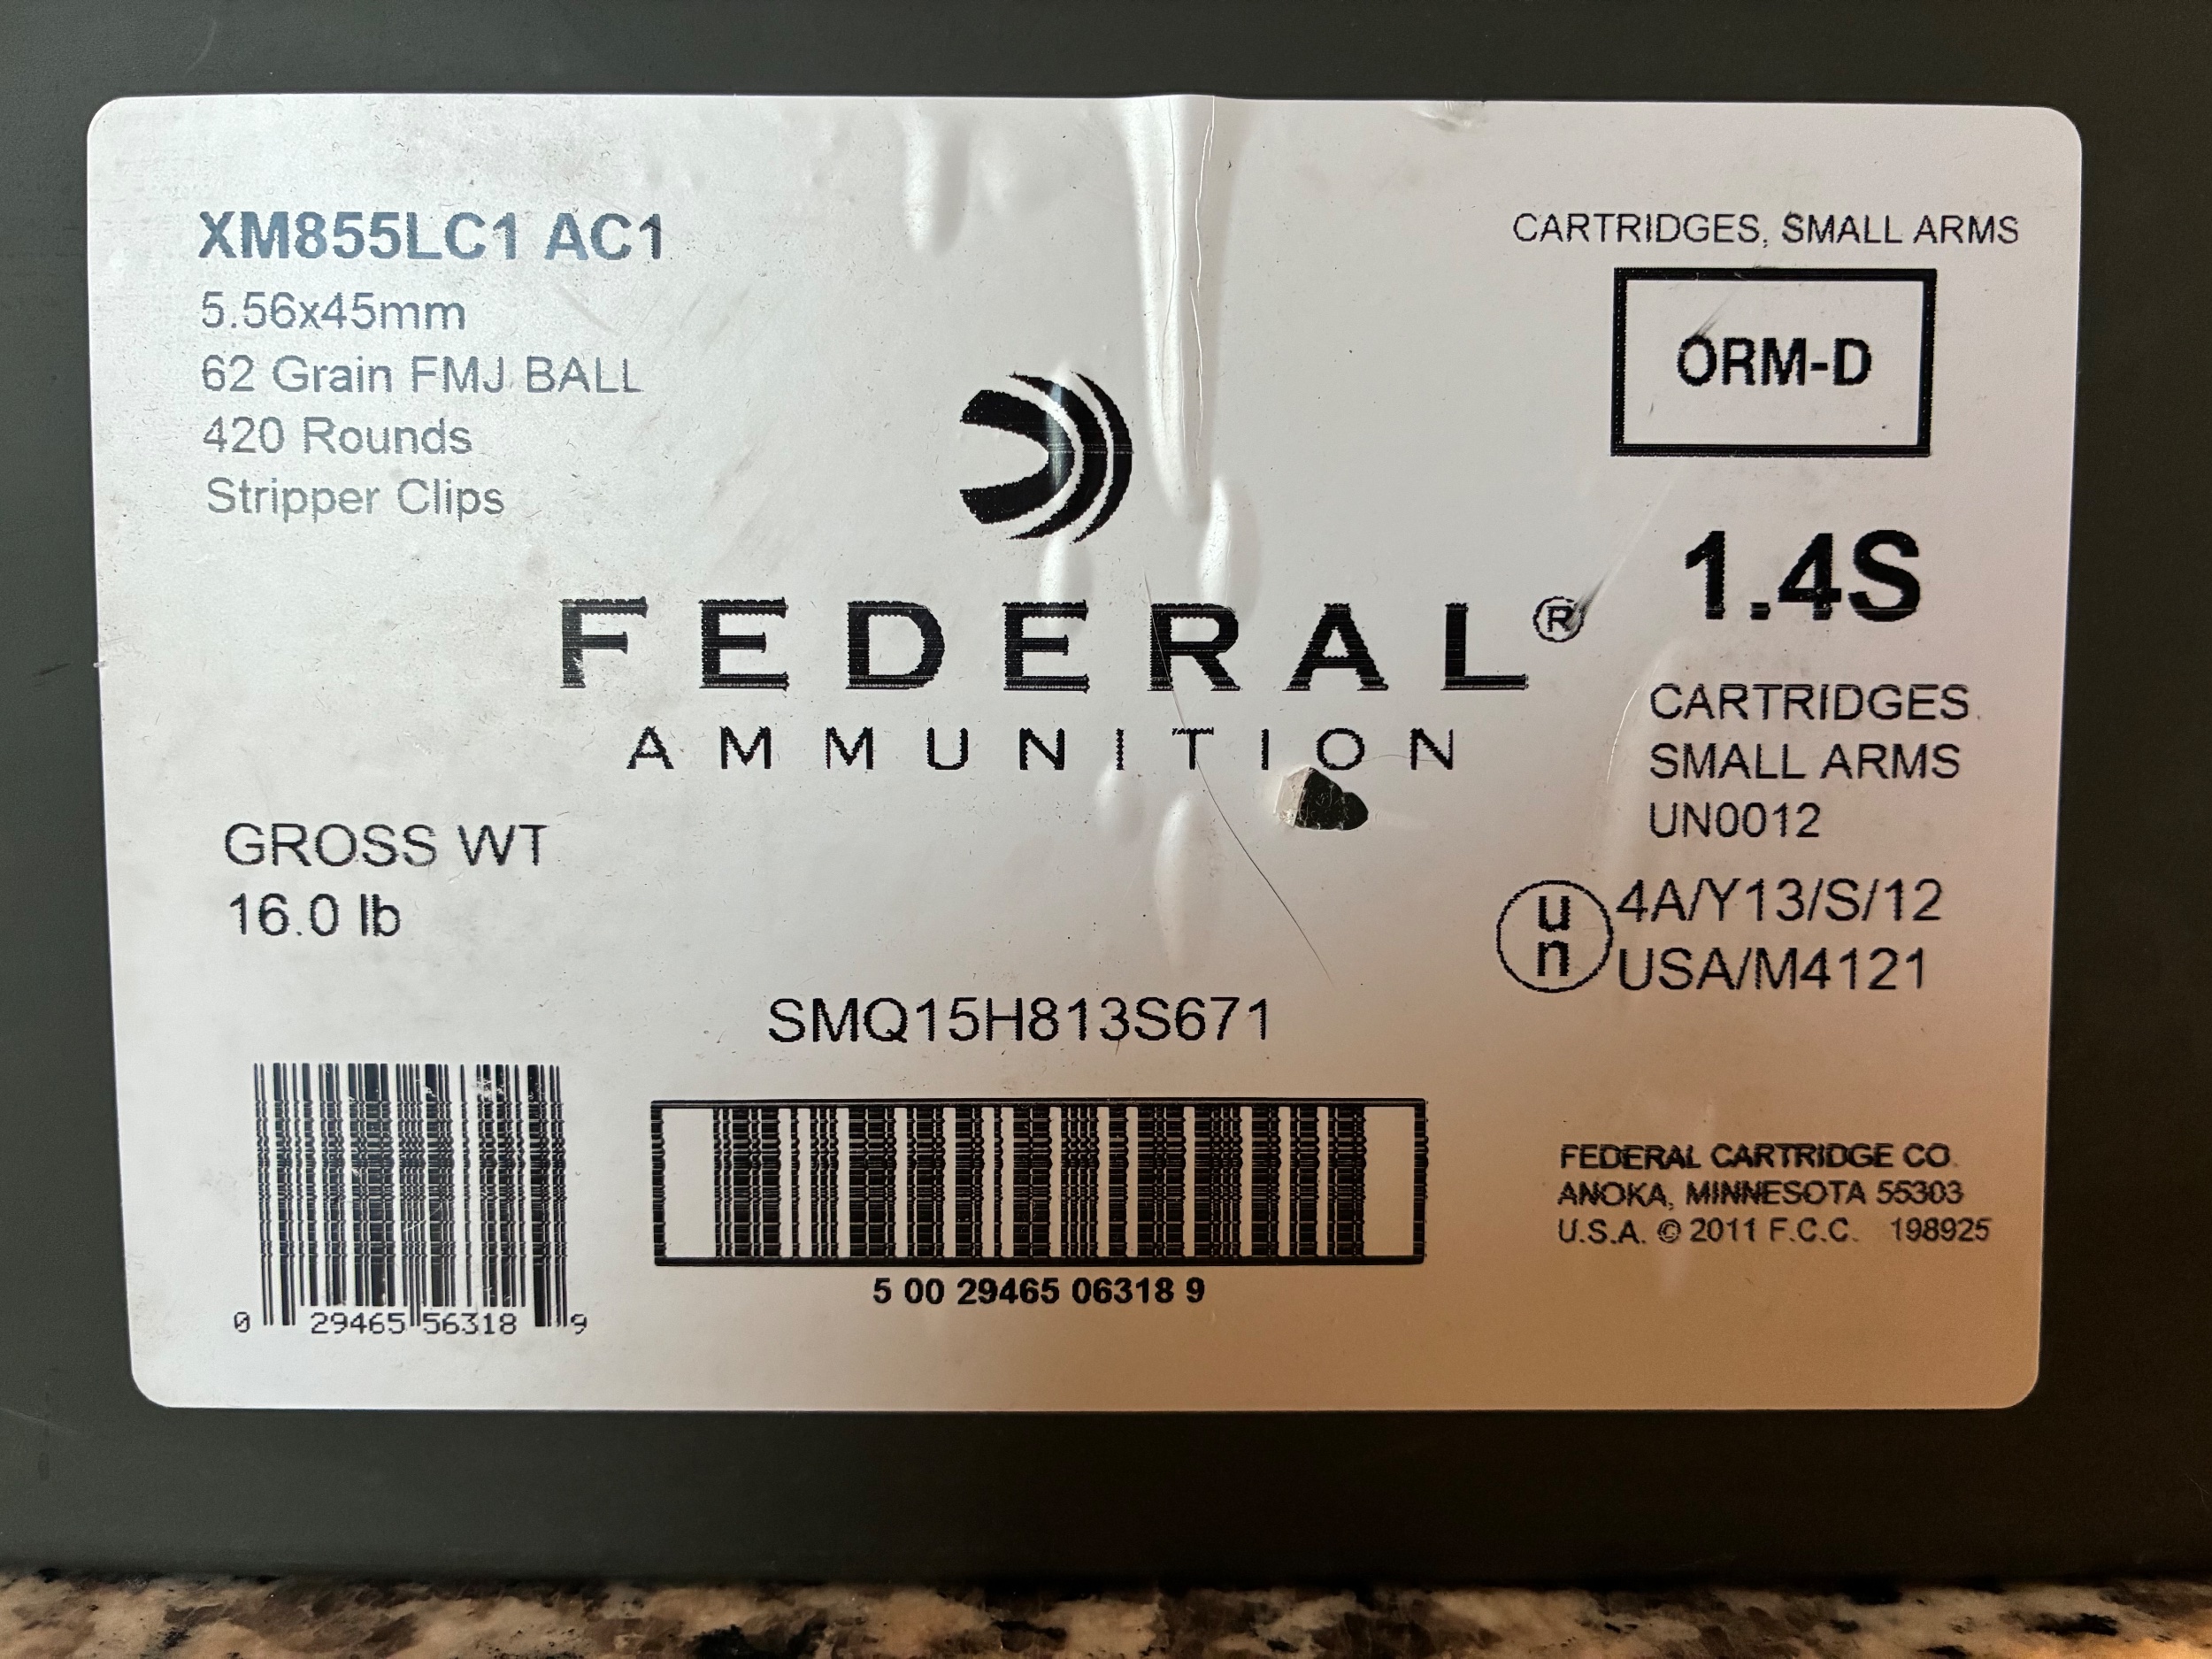 XM855LC1 AC1
5.56x45mm
62 Grain FMJ BALL
420 Rounds
Stripper Clips
CARTRIDGES, SMALL ARMS
ORM-D
1.4S
CARTRIDGES,
SMALL ARMS
UN0012
FEDERAL®
AMMUNITION
GROSS WT
16.0 lb
un
4A/Y13/S/12
USA/M4121
SMQ15H813S671
0 29465 56318 9
5 00 29465 06318 9
FEDERAL CARTRIDGE CO.
ANOKA, MINNESOTA 55303
U.S.A. © 2011 F.C.C. 198925